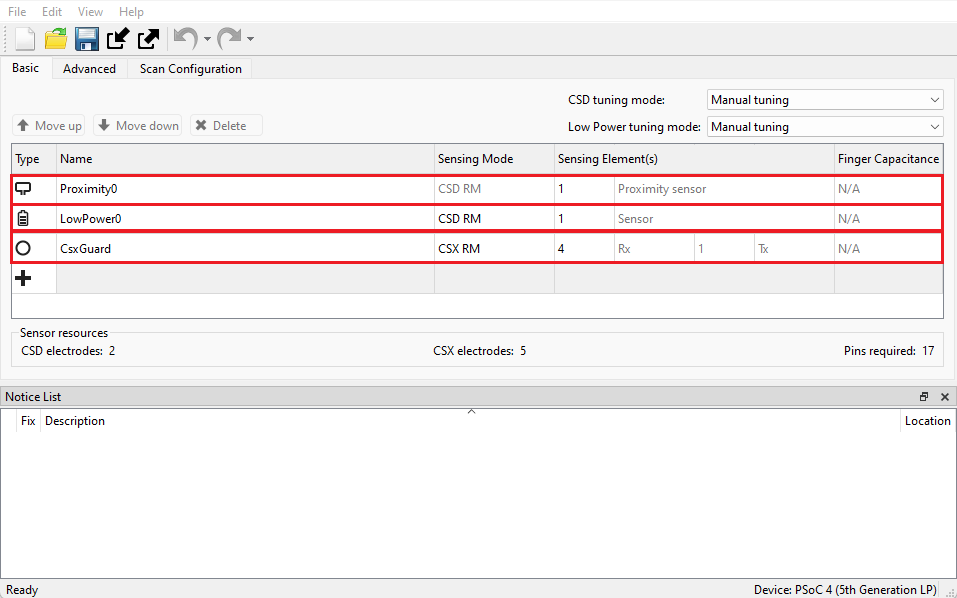 File Edit View Help
Basic Advanced Scan Configuration
CSD tuning mode: Manual tuning
Move up Move down Delete Low Power tuning mode: Manual tuning
Type Name Sensing Mode Sensing Element(s) Finger Capacitance
Proximity0 CSD RM 1 Proximity sensor N/A
LowPower0 CSD RM 1 Sensor N/A
CsxGuard CSX RM 4 Rx 1 Tx N/A
Sensor resources
CSD electrodes: 2 CSX electrodes: 5 Pins required: 17
Notice List
Fix Description Location
Ready Device: PSoC 4 (5th Generation LP)